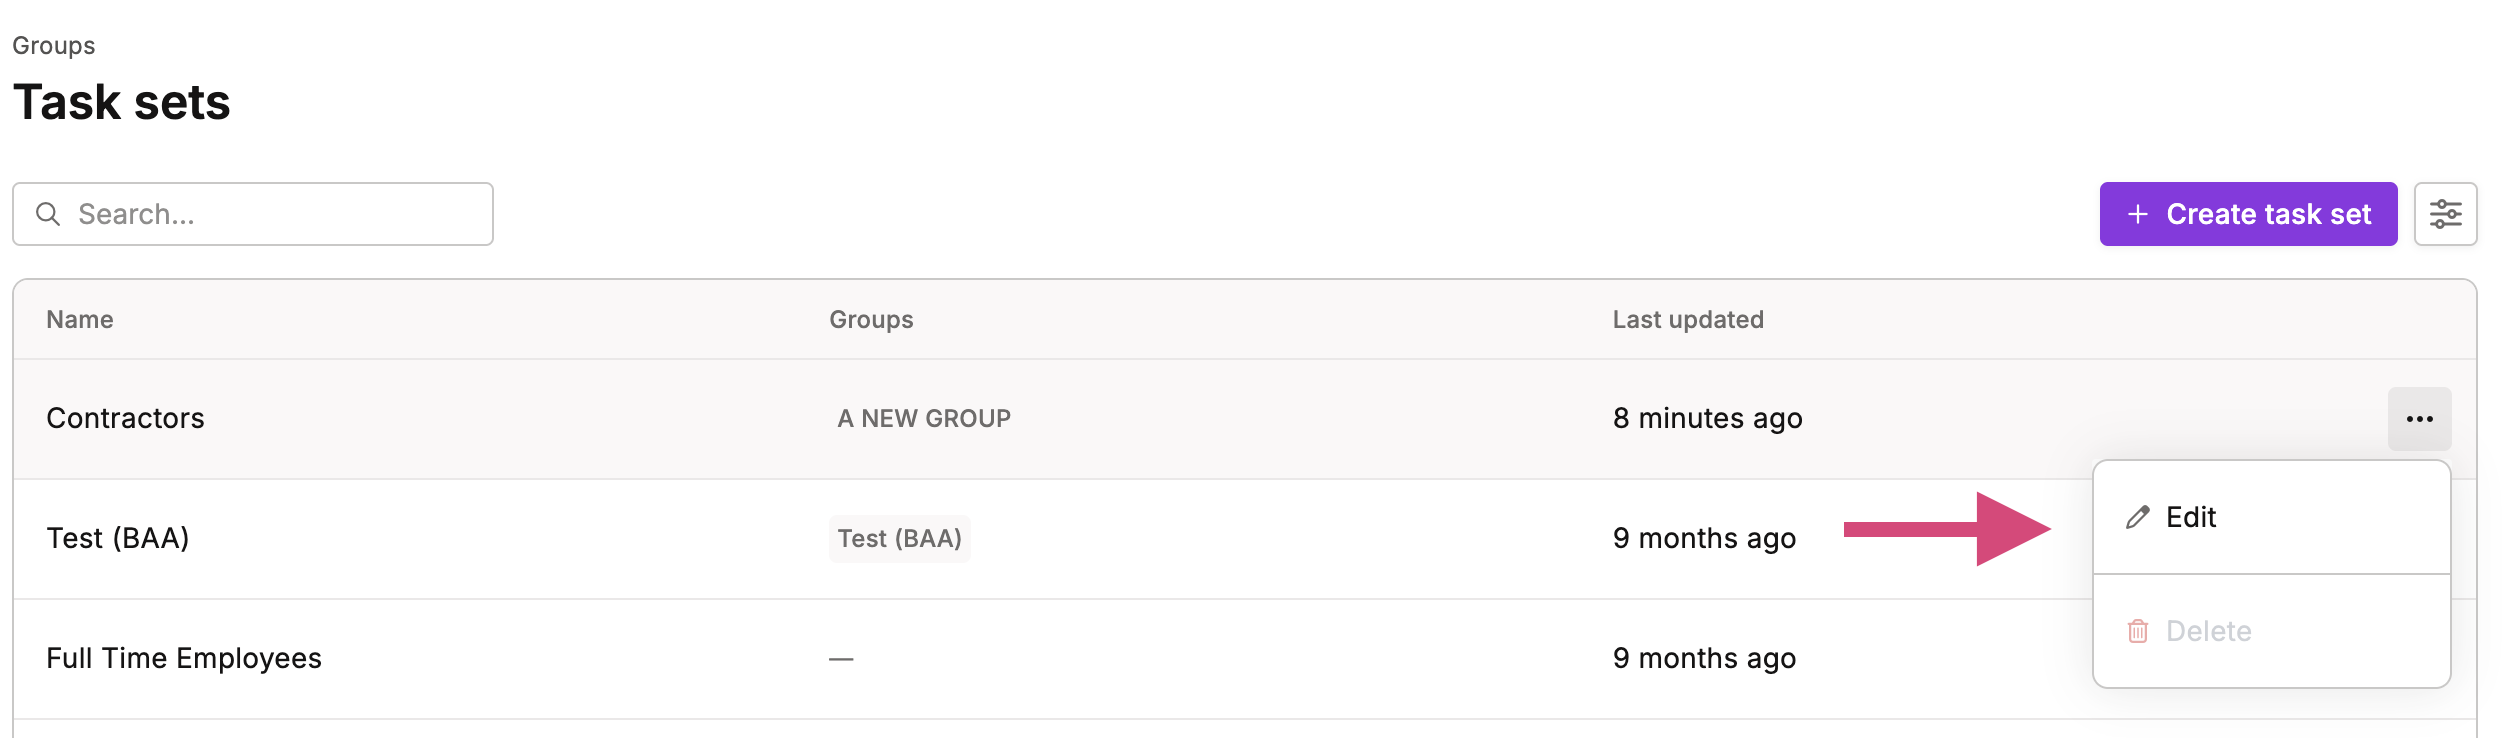 Groups
Task sets
Search...
+ Create task set
Name Groups Last updated
Contractors A NEW GROUP 8 minutes ago
Edit
Test (BAA) Test (BAA) 9 months ago
Delete
Full Time Employees — 9 months ago